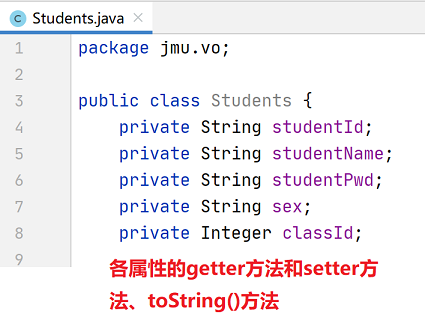 Students.java
1 package jmu.vo;
2
3 public class Students {
4 private String studentId;
5 private String studentName;
6 private String studentPwd;
7 private String sex;
8 private Integer classId;
9
各属性的getter方法和setter方
法、toString()方法